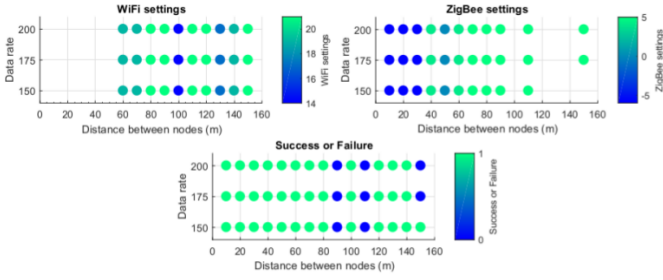 WiFi settings
200
175
150
Data rate
0 20 40 60 80 100 120 140 160
Distance between nodes (m)
20
18
16
14
WiFi settings
ZigBee settings
200
175
150
Data rate
0 20 40 60 80 100 120 140 160
Distance between nodes (m)
5
0
-5
ZigBee settings
Success or Failure
200
175
150
Data rate
0 20 40 60 80 100 120 140 160
Distance between nodes (m)
1
0
Success or Failure